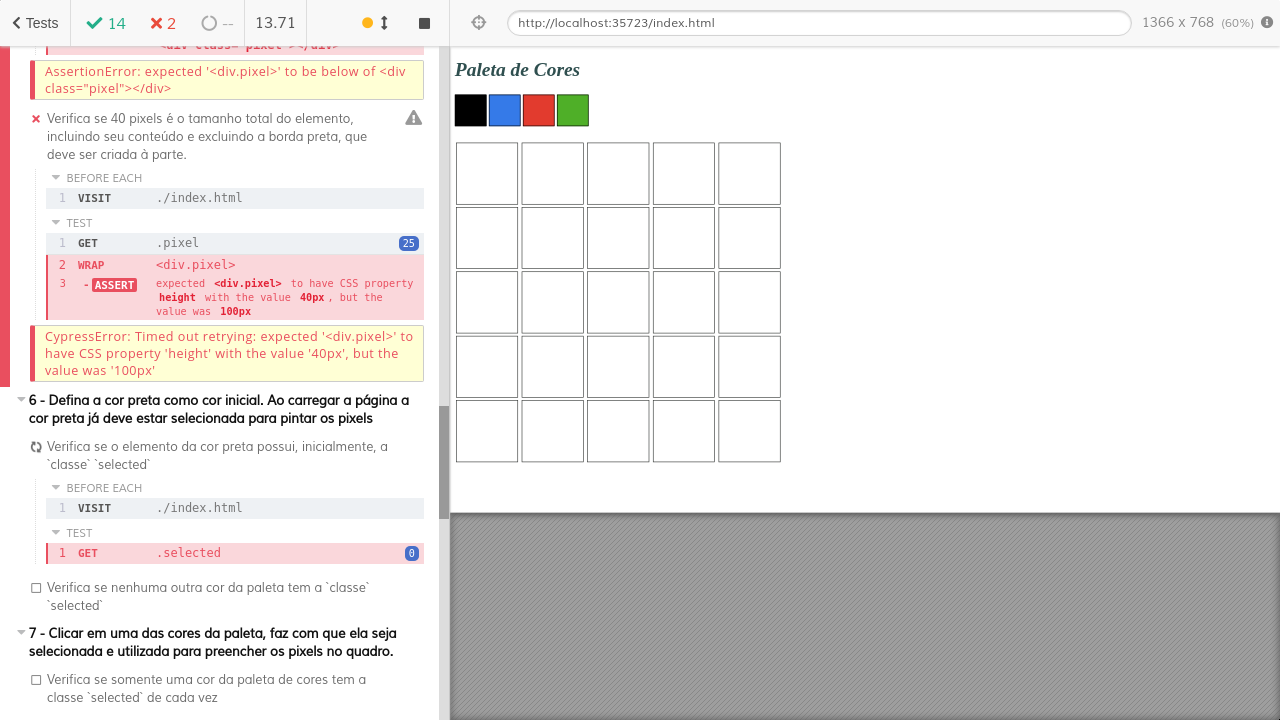 Tests
14
2
--
13.71
http://localhost:35723/index.html
1366 x 768 (60%)
<div class="pixel"></div>
AssertionError: expected '<div.pixel>' to be below of <div
class="pixel"></div>
Verifica se 40 pixels é o tamanho total do elemento,
incluindo seu conteúdo e excluindo a borda preta, que
deve ser criada à parte.
BEFORE EACH
1 VISIT ./index.html
TEST
1 GET .pixel 25
2 WRAP <div.pixel>
3 -ASSERT expected <div.pixel> to have CSS property
height with the value 40px, but the
value was 100px
CypressError: Timed out retrying: expected '<div.pixel>' to
have CSS property 'height' with the value '40px', but the
value was '100px'
6 - Defina a cor preta como cor inicial. Ao carregar a página a
cor preta já deve estar selecionada para pintar os pixels
Verifica se o elemento da cor preta possui, inicialmente, a
`classe` `selected`
BEFORE EACH
1 VISIT ./index.html
TEST
1 GET .selected 0
Verifica se nenhuma outra cor da paleta tem a `classe`
`selected`
7 - Clicar em uma das cores da paleta, faz com que ela seja
selecionada e utilizada para preencher os pixels no quadro.
Verifica se somente uma cor da paleta de cores tem a
classe `selected` de cada vez
Paleta de Cores